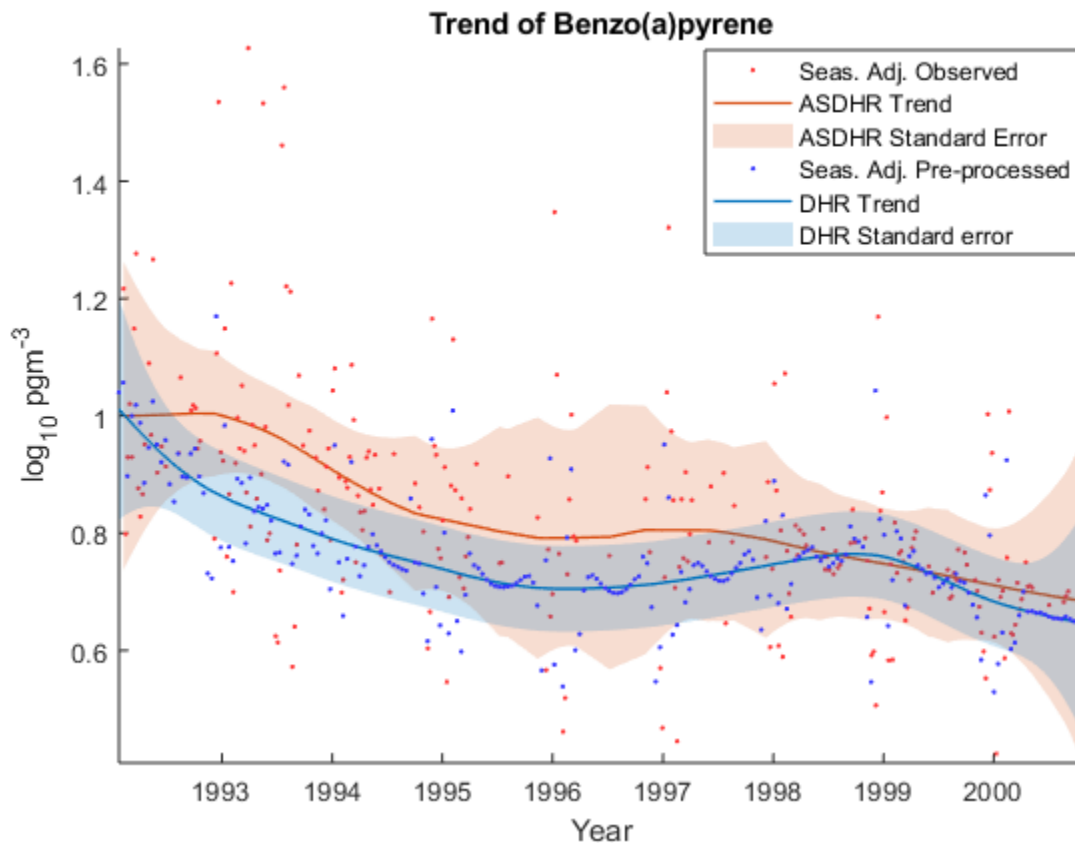 Trend of Benzo(a)pyrene
Seas. Adj. Observed
ASDHR Trend
ASDHR Standard Error
Seas. Adj. Pre-processed
DHR Trend
DHR Standard error
1.6
1.4
1.2
1
0.8
0.6
log10 pgm-3
1993 1994 1995 1996 1997 1998 1999 2000
Year